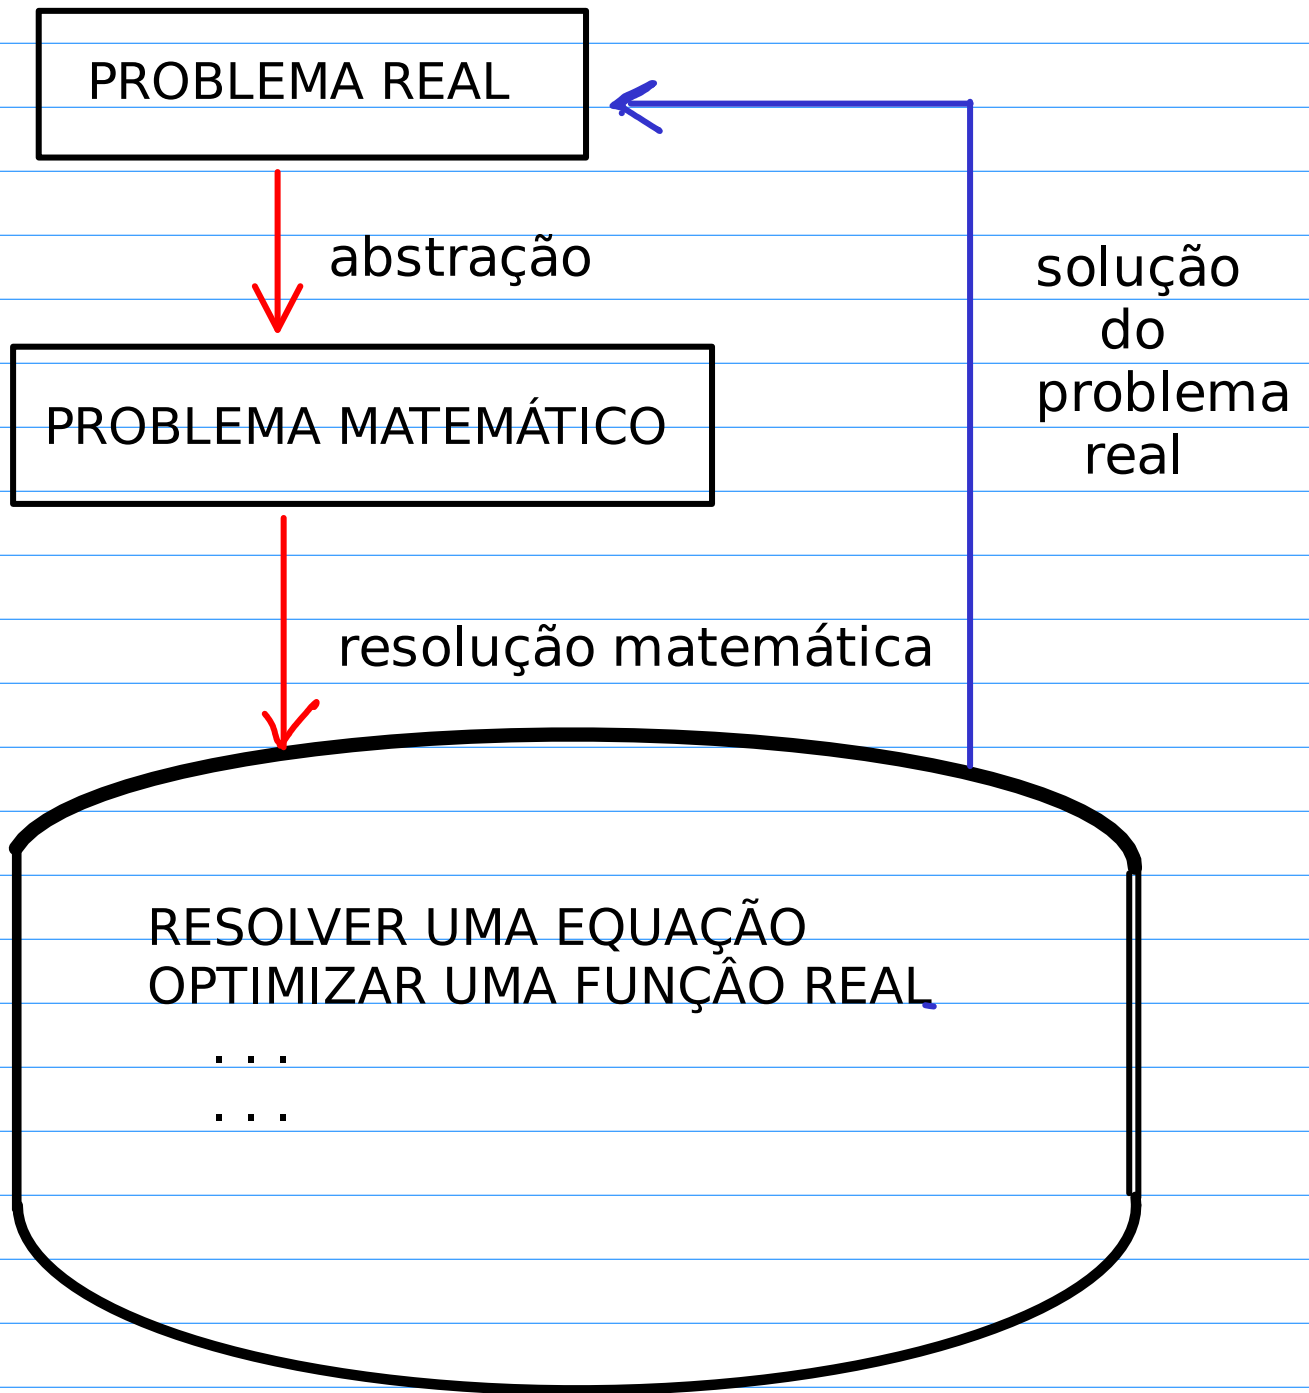 PROBLEMA REAL
abstração
solução
do
problema
real
PROBLEMA MATEMÁTICO
resolução matemática
RESOLVER UMA EQUAÇÃO
OPTIMIZAR UMA FUNÇÂO REAL
. . .
. . .